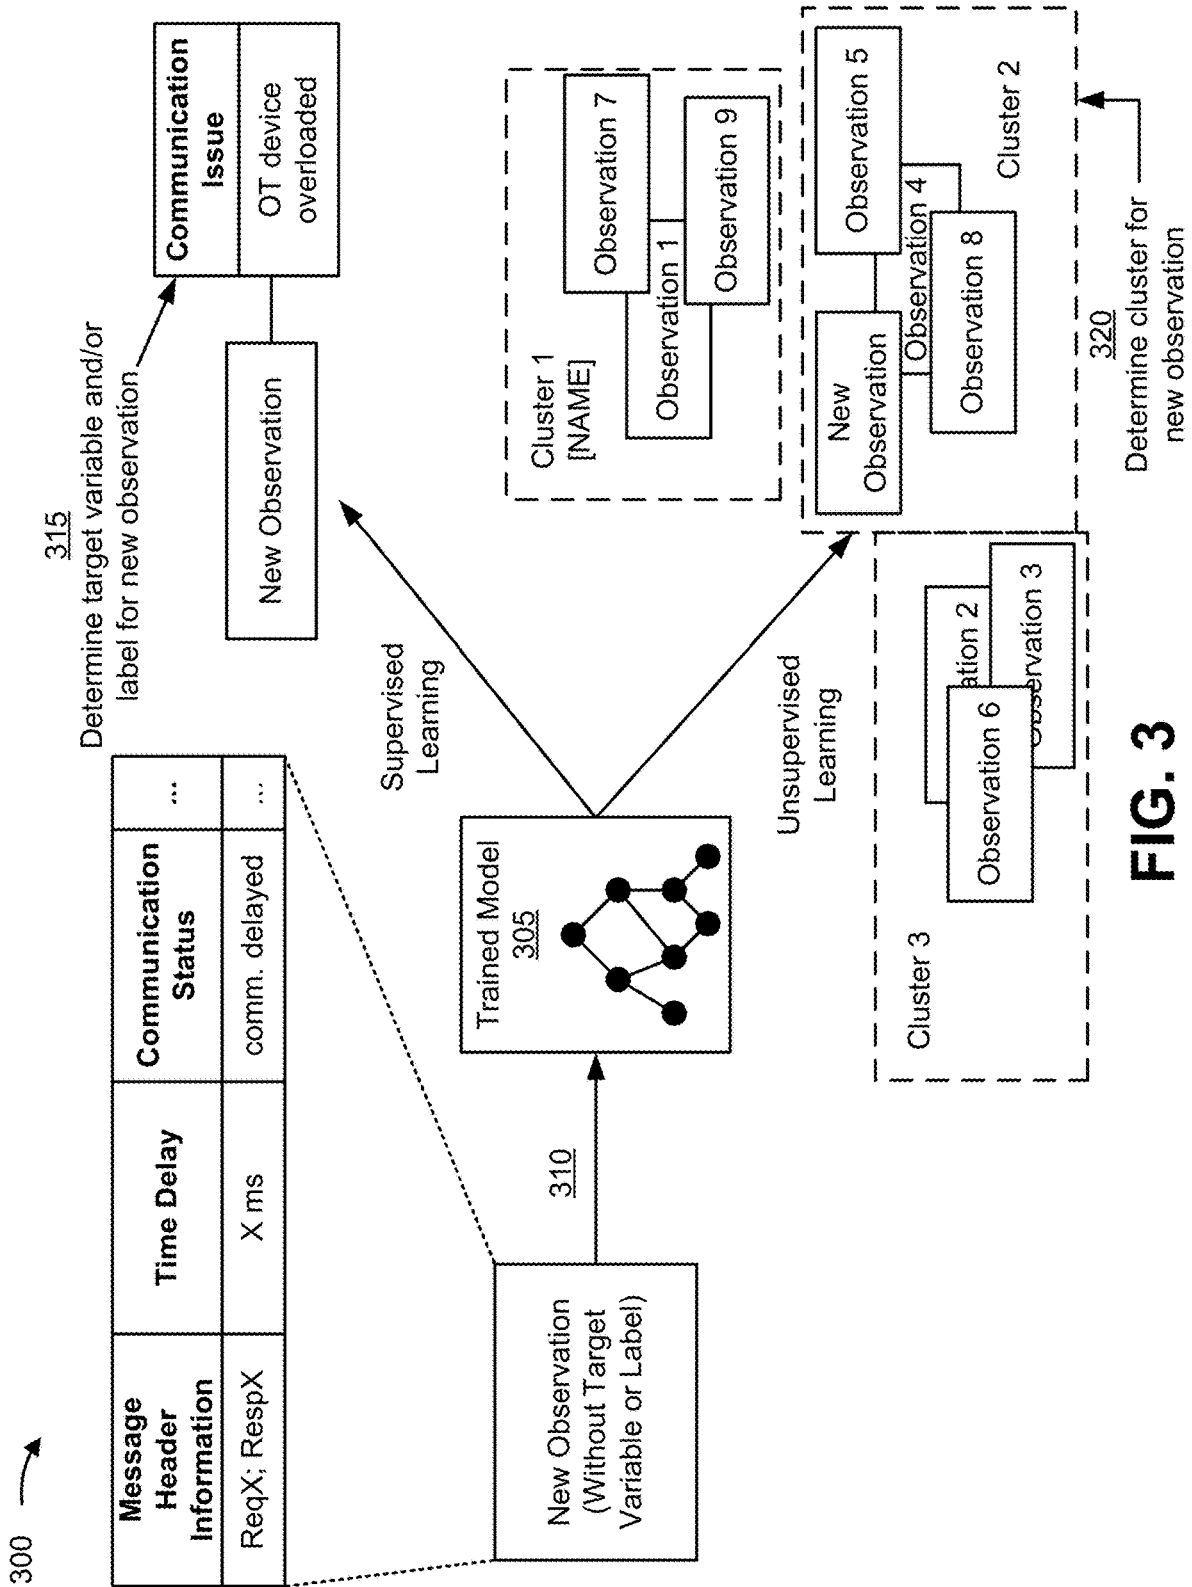 300
Message
Header
Information
Time Delay
Communication
Status
...
ReqX; RespX
X ms
comm. delayed
...
315
Determine target variable and/or
label for new observation
Communication
Issue
OT device
overloaded
New Observation
Supervised
Learning
New Observation
(Without Target
Variable or Label)
310
Trained Model
305
Unsupervised
Learning
Cluster 1
[NAME]
Observation 7
Observation 1
Observation 9
New
Observation
Observation 5
Observation 4
Observation 8
Cluster 2
Cluster 3
ation 2
Observation 6
bservation 3
320
Determine cluster for
new observation
FIG. 3